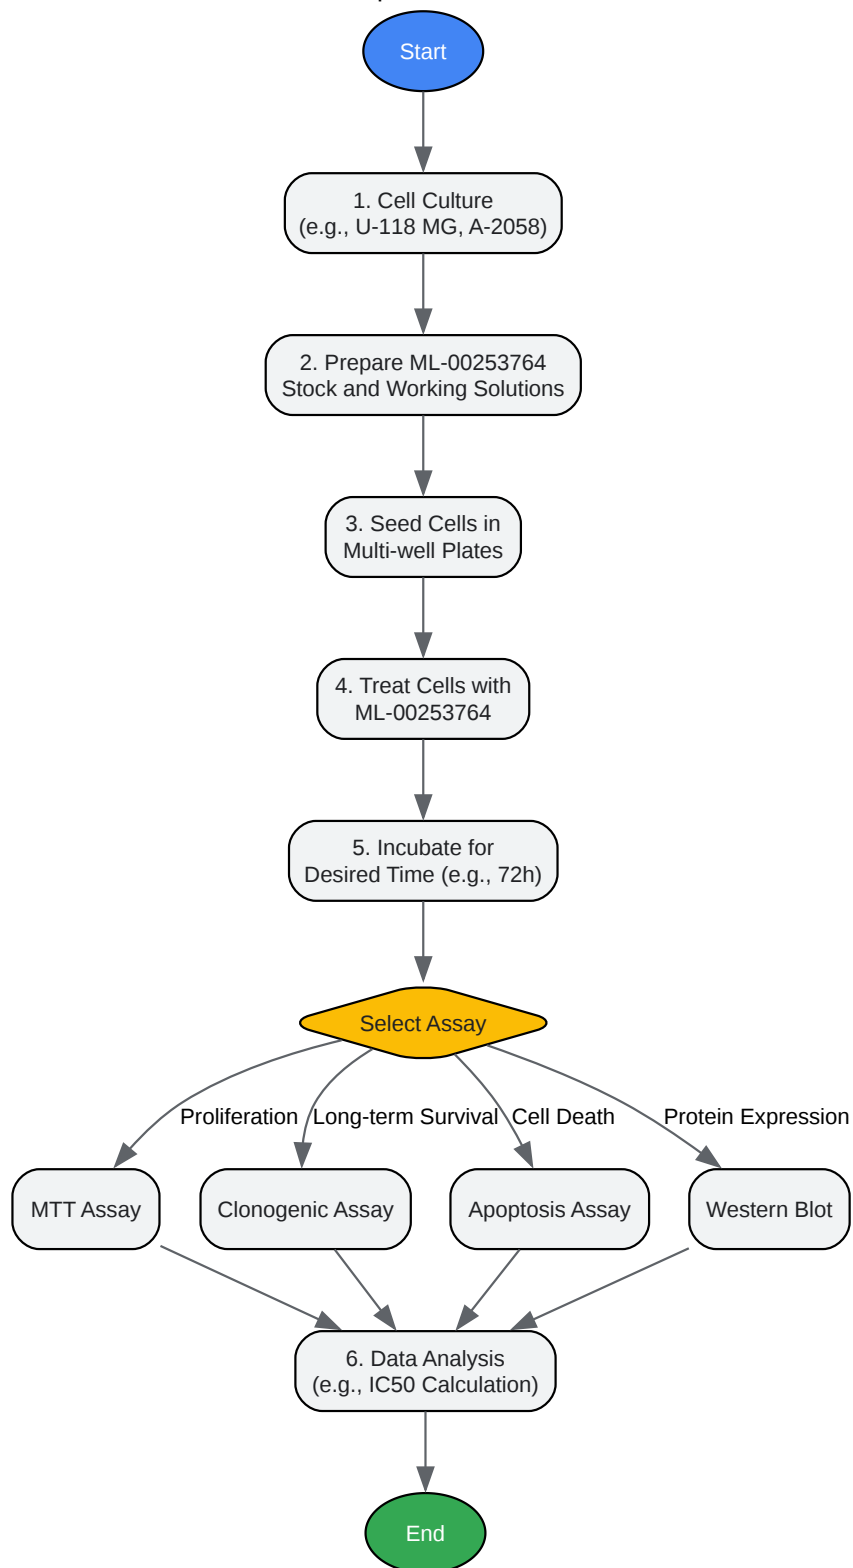 Start
1. Cell Culture
(e.g., U-118 MG, A-2058)
2. Prepare ML-00253764
Stock and Working Solutions
3. Seed Cells in
Multi-well Plates
4. Treat Cells with
ML-00253764
5. Incubate for
Desired Time (e.g., 72h)
Select Assay
Proliferation
Long-term Survival
Cell Death
Protein Expression
MTT Assay
Clonogenic Assay
Apoptosis Assay
Western Blot
6. Data Analysis
(e.g., IC50 Calculation)
End